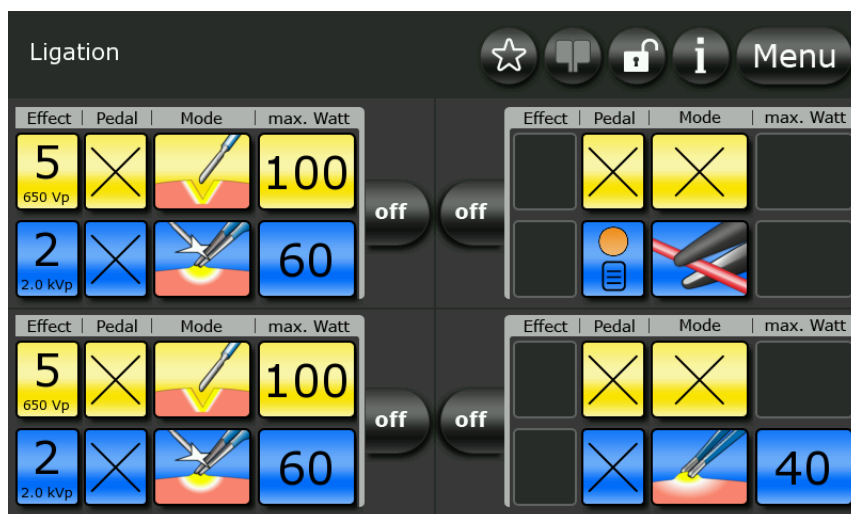 Ligation
i
Menu
Effect | Pedal | Mode | max. Watt
5
650 Vp
100
2
2.0 kVp
60
off
off
Effect | Pedal | Mode | max. Watt
Effect | Pedal | Mode | max. Watt
5
650 Vp
100
2
2.0 kVp
60
off
off
Effect | Pedal | Mode | max. Watt
40